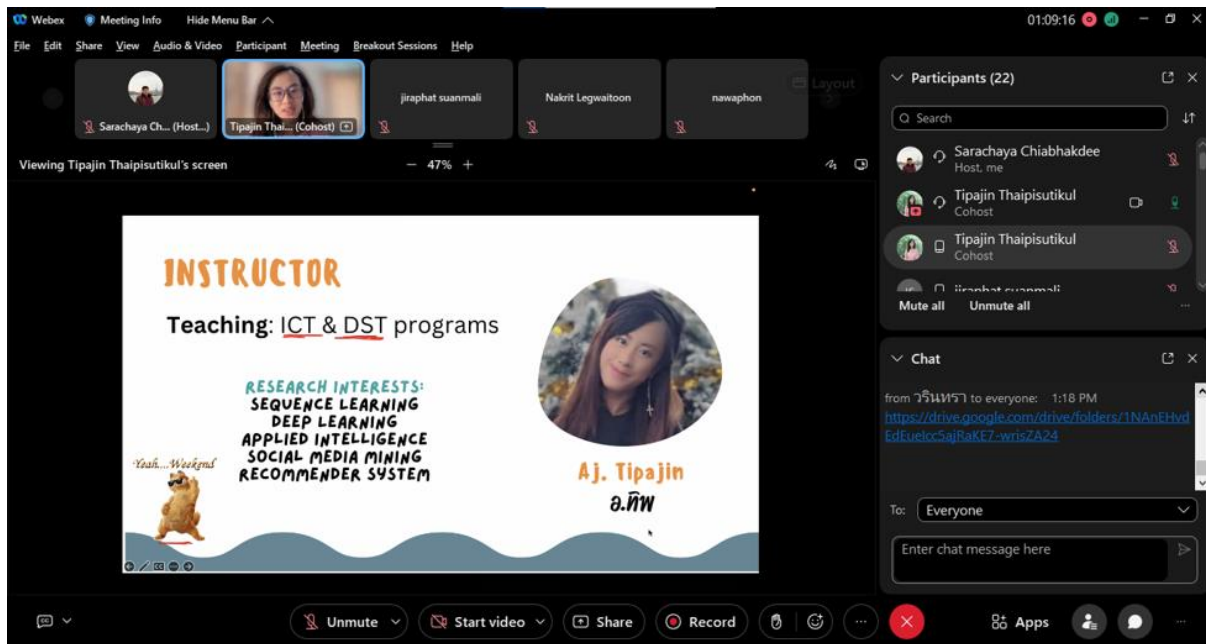 Webex Meeting Info Hide Menu Bar
01:09:16
File Edit Share View Audio & Video Participant Meeting Breakout Sessions Help
Sarachaya Ch... (Host...)
Tipajin Thai... (Cohost)
jiraphat suanmali
Nakrit Legwaitoon
nawaphon
Layout
Viewing Tipajin Thaipisutikul's screen
47%
INSTRUCTOR
Teaching: ICT & DST programs
RESEARCH INTERESTS:
SEQUENCE LEARNING
DEEP LEARNING
APPLIED INTELLIGENCE
SOCIAL MEDIA MINING
RECOMMENDER SYSTEM
Yeah....Weekend
Aj. Tipajin
อ.ทิพ
Participants (22)
Search
Sarachaya Chiabhakdee
Host, me
Tipajin Thaipisutikul
Cohost
Tipajin Thaipisutikul
Cohost
jiraphat suanmali
Mute all Unmute all
Chat
from วรินทรา to everyone: 1:18 PM
https://drive.google.com/drive/folders/1NAnEHvd
EdEueIcc5ajRaKE7-wrisZA24
To: Everyone
Enter chat message here
Unmute Start video Share Record Apps